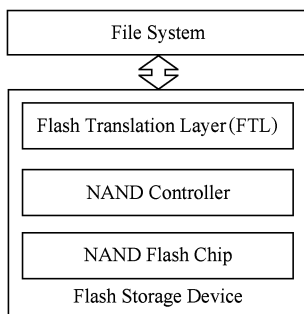 File System
Flash Translation Layer(FTL)
NAND Controller
NAND Flash Chip
Flash Storage Device